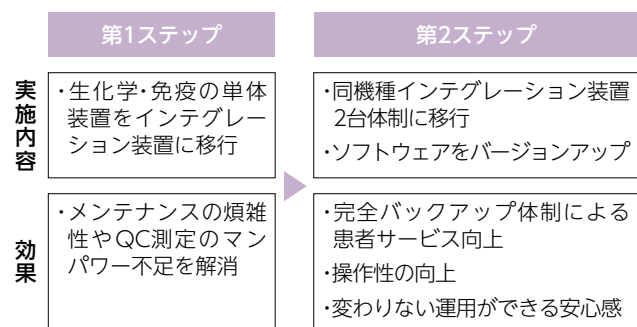 第1ステップ
第2ステップ
実施内容
・生化学・免疫の単体
装置をインテグレー
ション装置に移行
・同機種インテグレーション装置
2台体制に移行
・ソフトウェアをバージョンアップ
効果
・メンテナンスの煩雑
性やQC測定のマン
パワー不足を解消
・完全バックアップ体制による
患者サービス向上
・操作性の向上
・変わりない運用ができる安心感